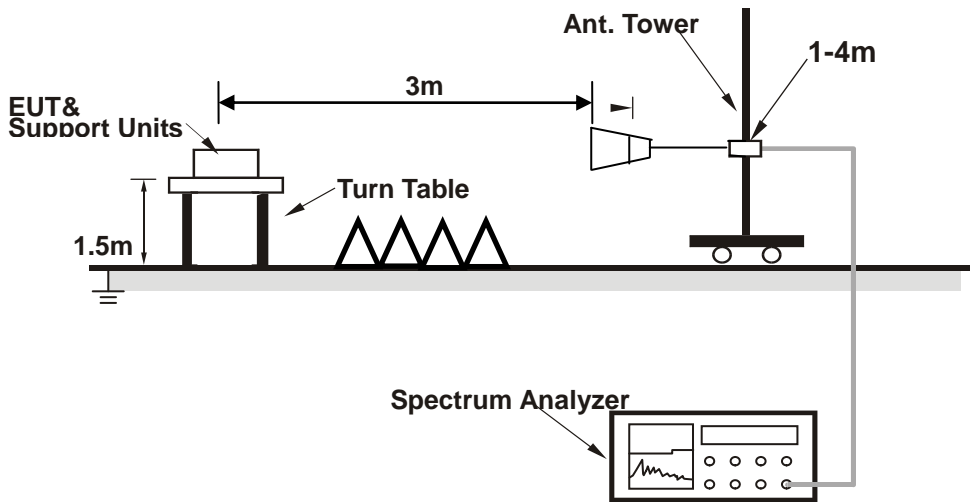 Ant. Tower
1-4m
3m
EUT&
Support Units
Turn Table
1.5m
Spectrum Analyzer